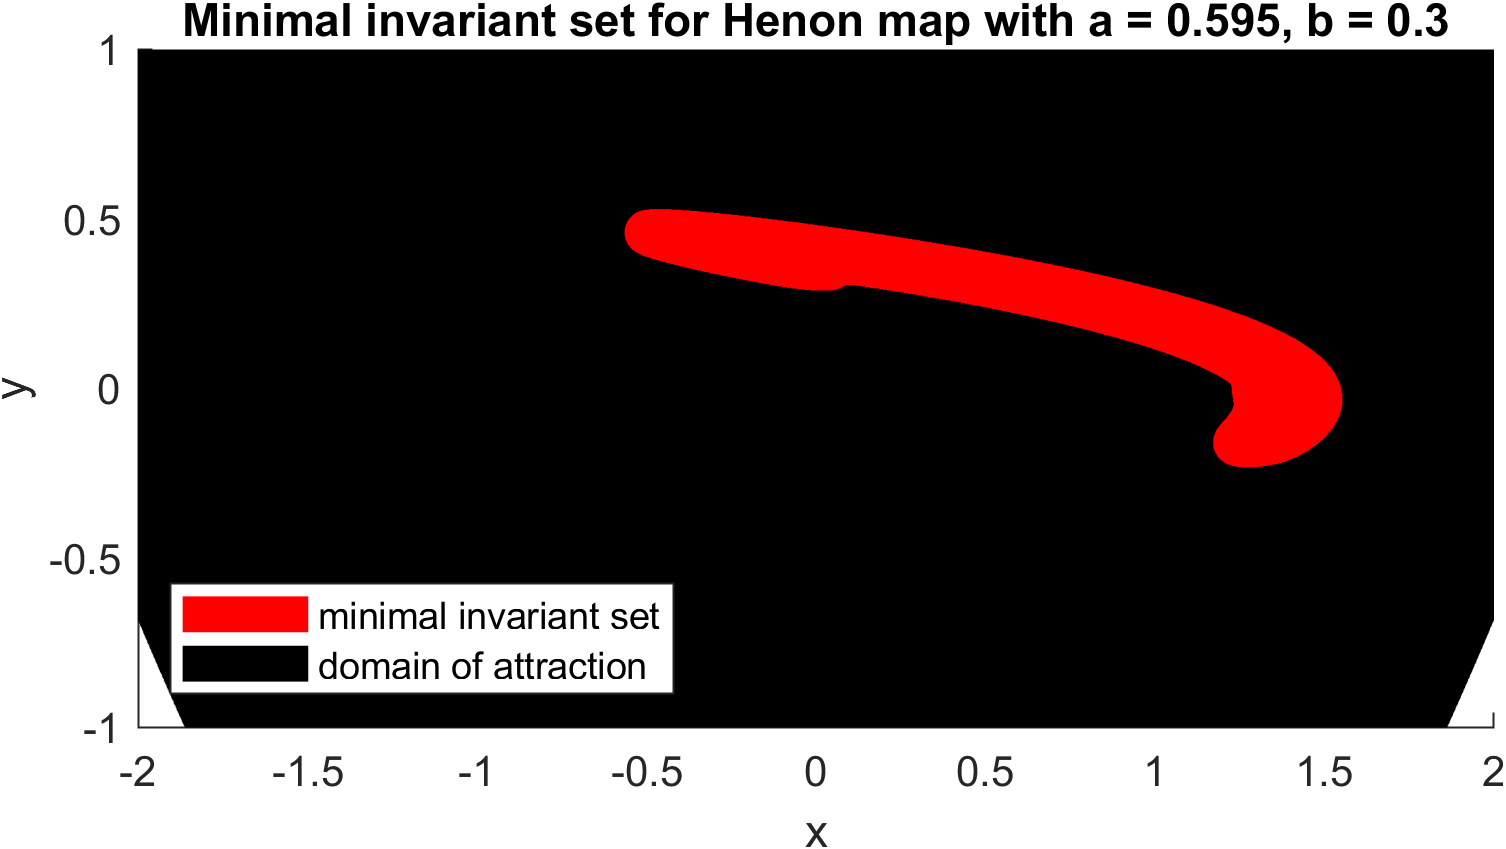 Minimal invariant set for Henon map with a = 0.595, b = 0.3
1
0.5
0
-0.5
-1
y
minimal invariant set
domain of attraction
-2 -1.5 -1 -0.5 0 0.5 1 1.5 2
x